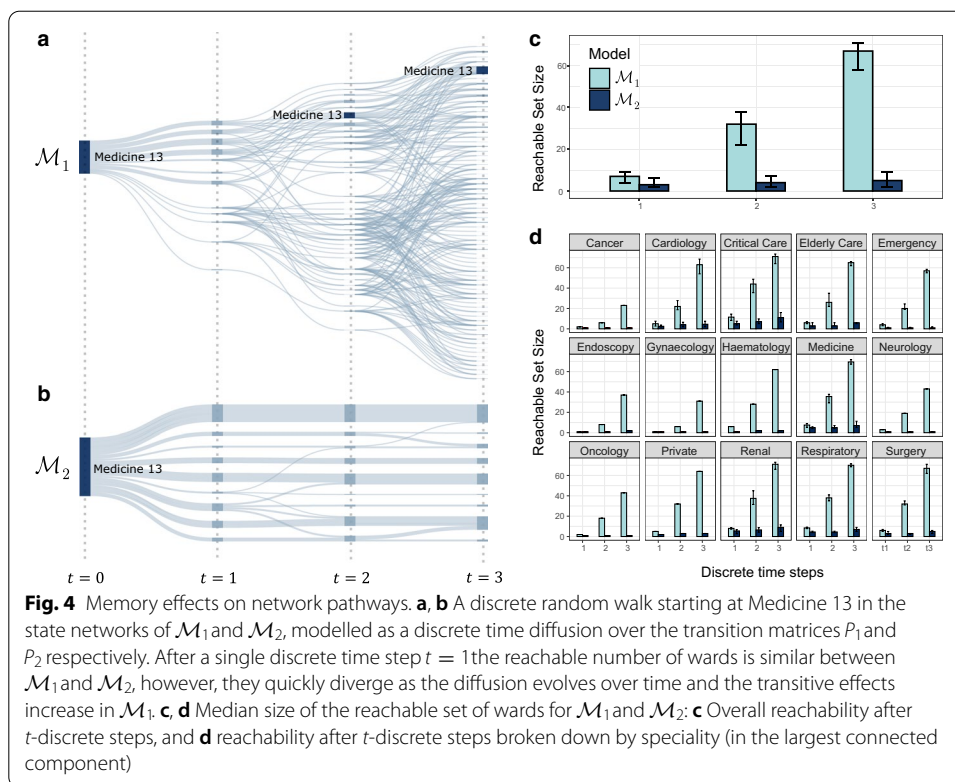 a
Medicine 13
Medicine 13
M₁ Medicine 13
b
M₂ Medicine 13
t = 0 t = 1 t = 2 t = 3
c
Model
M₁
M₂
Reachable Set Size
60
40
20
0
1 2 3
d
Cancer Cardiology Critical Care Elderly Care Emergency
60
40
20
0
Endoscopy Gynaecology Haematology Medicine Neurology
60
40
20
0
Oncology Private Renal Respiratory Surgery
60
40
20
0
1 2 3 1 2 3 1 2 3 1 2 3 t1 t2 t3
Reachable Set Size
Discrete time steps
Fig. 4 Memory effects on network pathways. a, b A discrete random walk starting at Medicine 13 in the
state networks of M₁and M₂, modelled as a discrete time diffusion over the transition matrices P₁and
P₂ respectively. After a single discrete time step t = 1the reachable number of wards is similar between
M₁and M₂, however, they quickly diverge as the diffusion evolves over time and the transitive effects
increase in M₁. c, d Median size of the reachable set of wards for M₁and M₂: c Overall reachability after
t-discrete steps, and d reachability after t-discrete steps broken down by speciality (in the largest connected
component)